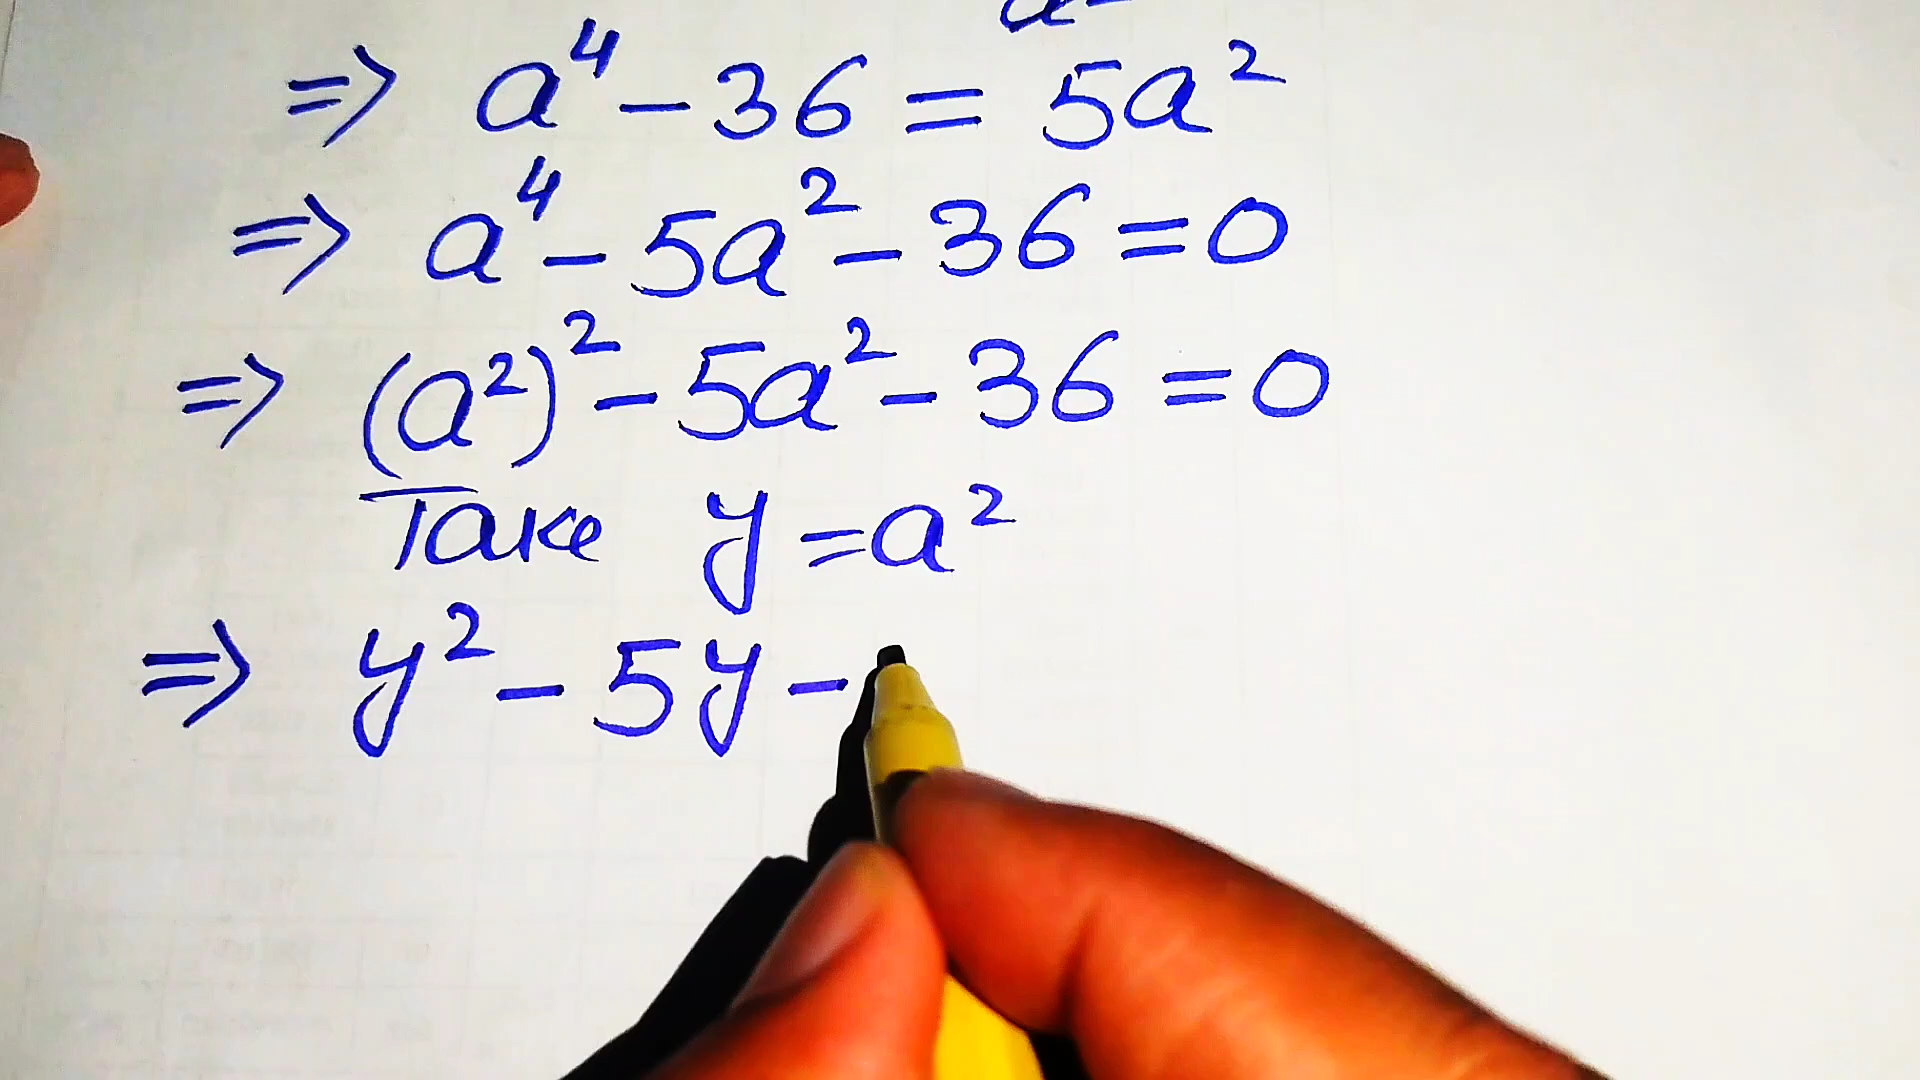 ⇒ a⁴ - 36 = 5a²
⇒ a⁴ - 5a² - 36 = 0
⇒ (a²)² - 5a² - 36 = 0
Take y = a²
⇒ y² - 5y -